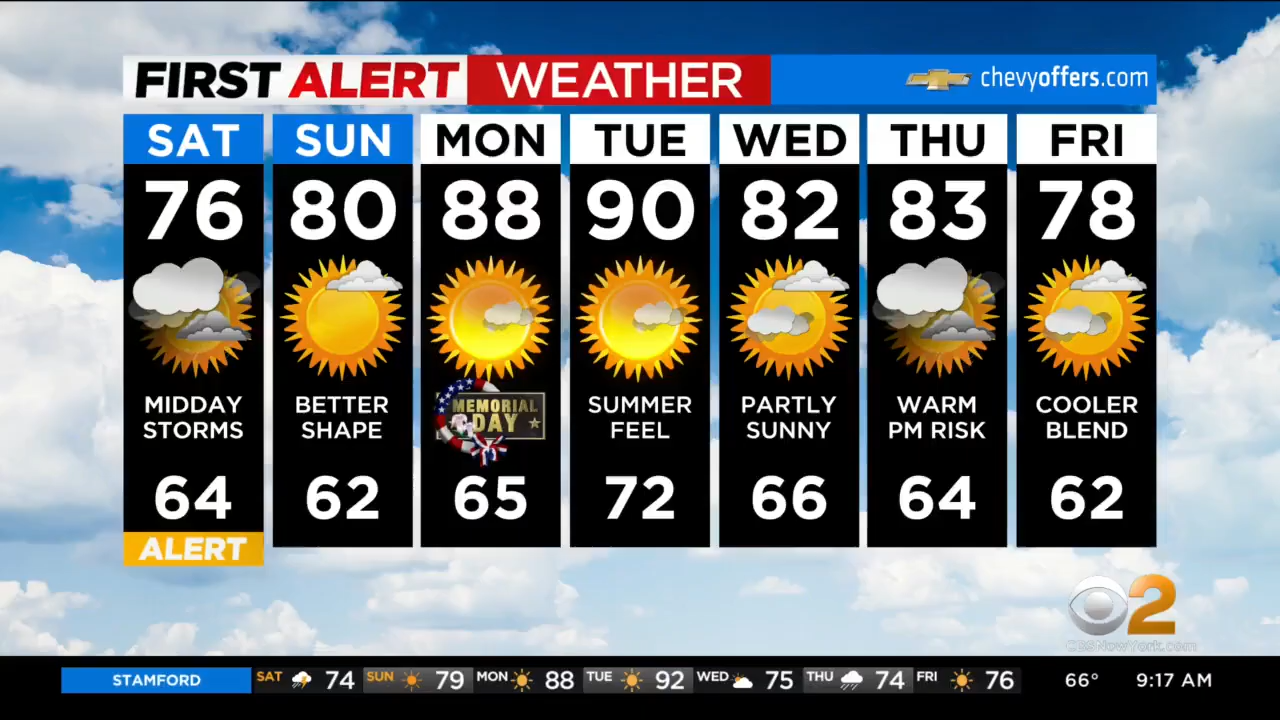 FIRST ALERT WEATHER
chevyoffers.com
SAT SUN MON TUE WED THU FRI
76 80 88 90 82 83 78
MIDDAY STORMS
BETTER SHAPE
MEMORIAL DAY
SUMMER FEEL
PARTLY SUNNY
WARM PM RISK
COOLER BLEND
64 62 65 72 66 64 62
ALERT
2
CBSNewYork.com
STAMFORD SAT 74 SUN 79 MON 88 TUE 92 WED 75 THU 74 FRI 76 66° 9:17 AM